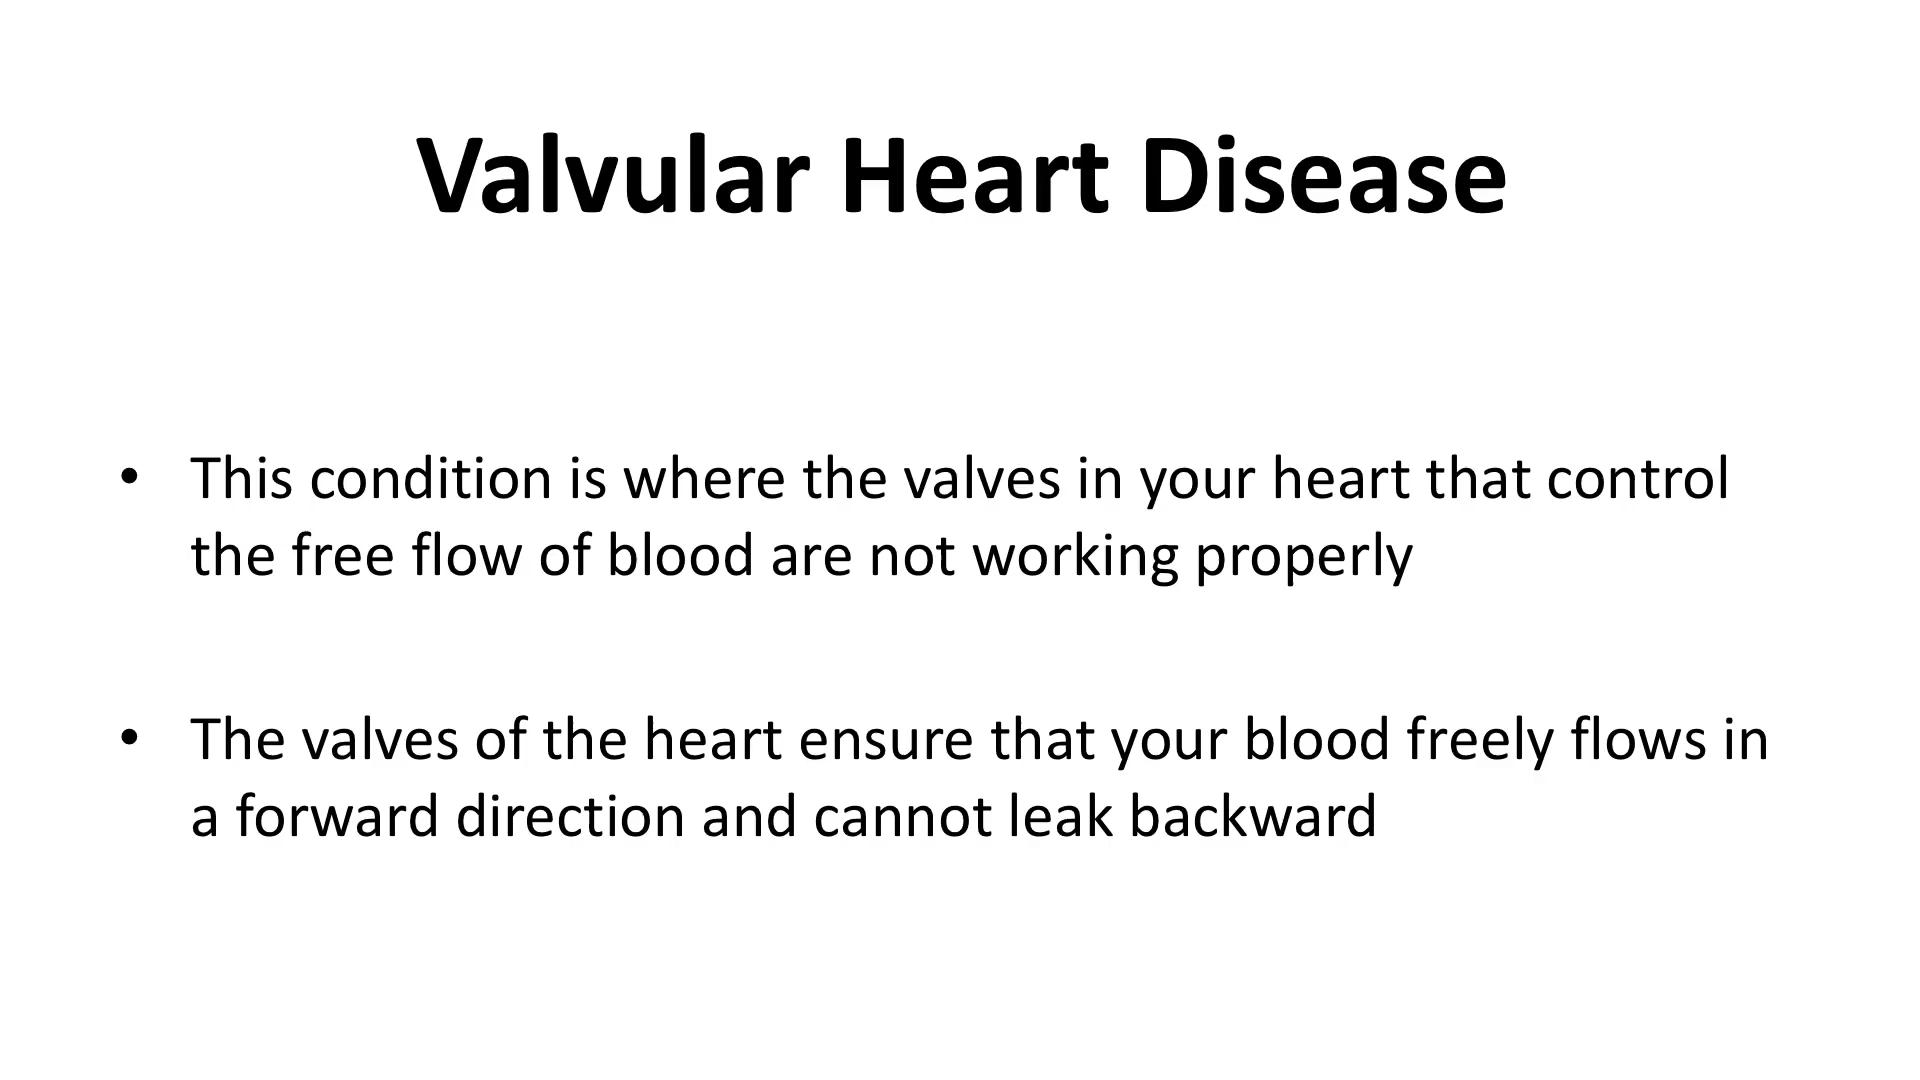 Valvular Heart Disease
• This condition is where the valves in your heart that control
the free flow of blood are not working properly
• The valves of the heart ensure that your blood freely flows in
a forward direction and cannot leak backward